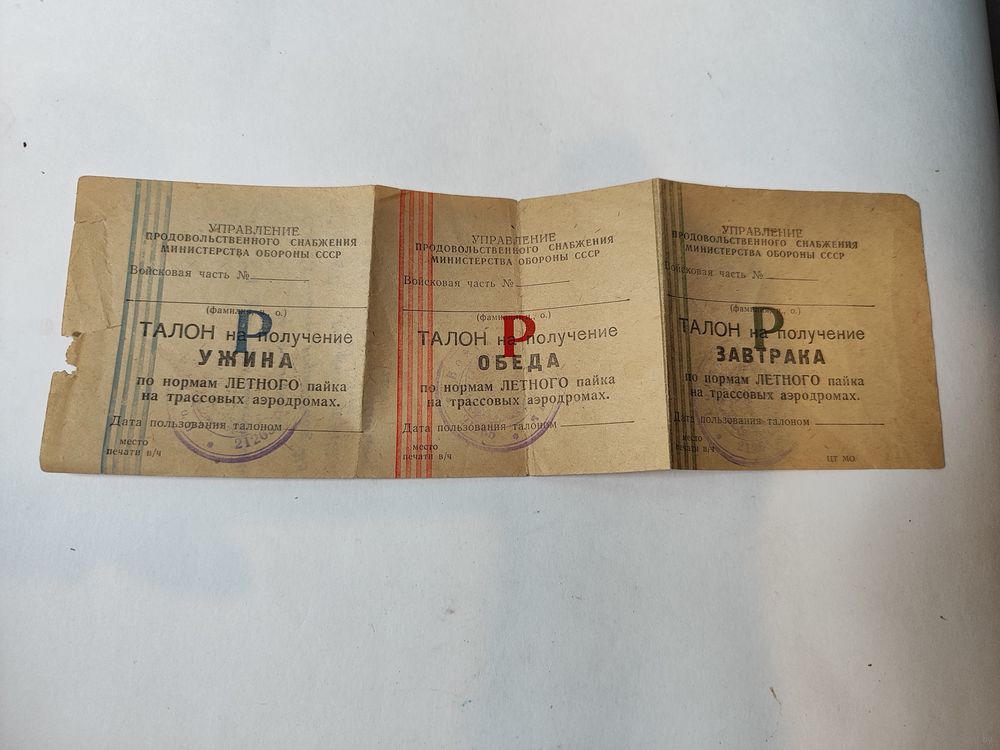 УПРАВЛЕНИЕ
ПРОДОВОЛЬСТВЕННОГО СНАБЖЕНИЯ
МИНИСТЕРСТВА ОБОРОНЫ СССР
Войсковая часть №
(фамилия, и., о.)
Р
ТАЛОН на получение
УЖИНА
по нормам ЛЕТНОГО пайка
на трассовых аэродромах.
Дата пользования талоном
место
печати в/ч
УПРАВЛЕНИЕ
ПРОДОВОЛЬСТВЕННОГО СНАБЖЕНИЯ
МИНИСТЕРСТВА ОБОРОНЫ СССР
Войсковая часть №
(фамилия, и., о.)
Р
ТАЛОН на получение
ОБЕДА
по нормам ЛЕТНОГО пайка
на трассовых аэродромах.
Дата пользования талоном
место
печати в/ч
УПРАВЛЕНИЕ
ПРОДОВОЛЬСТВЕННОГО СНАБЖЕНИЯ
МИНИСТЕРСТВА ОБОРОНЫ СССР
Войсковая часть №
(фамилия, и., о.)
Р
ТАЛОН на получение
ЗАВТРАКА
по нормам ЛЕТНОГО пайка
на трассовых аэродромах.
Дата пользования талоном
место
печати в/ч
ЦТ МО